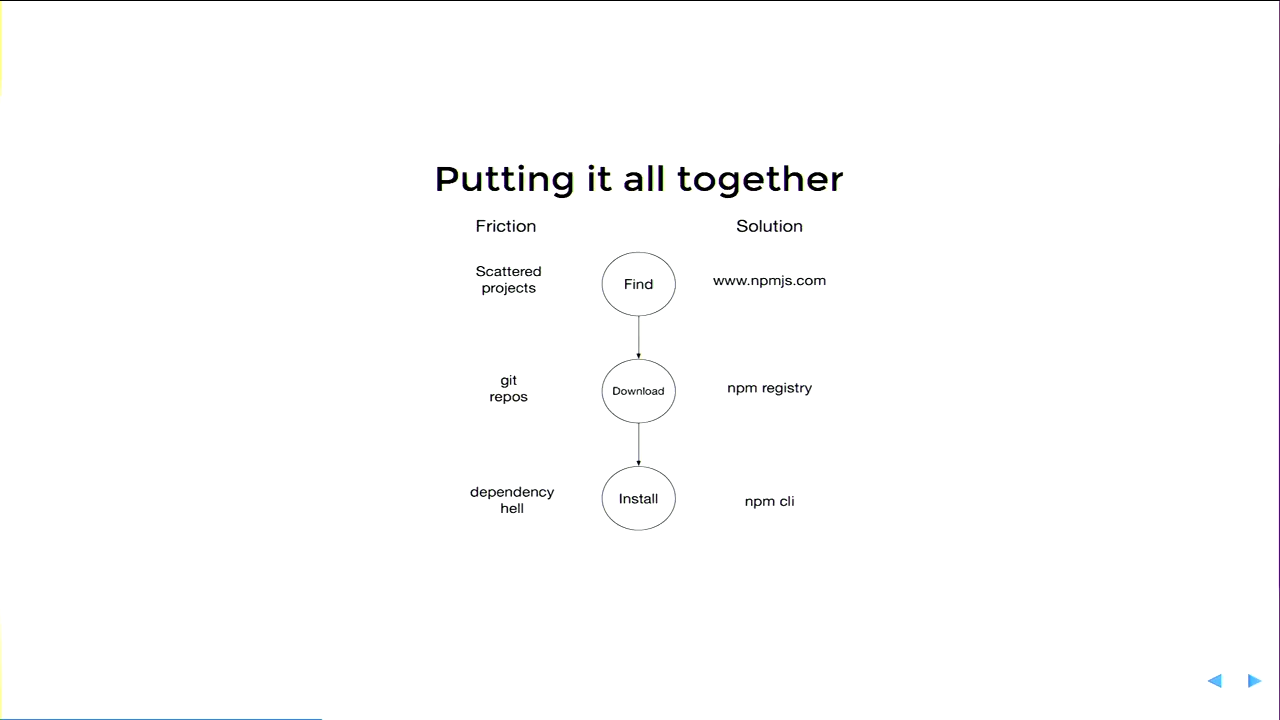 Putting it all together
Friction
Solution
Scattered
projects
Find
www.npmjs.com
git
repos
Download
npm registry
dependency
hell
Install
npm cli